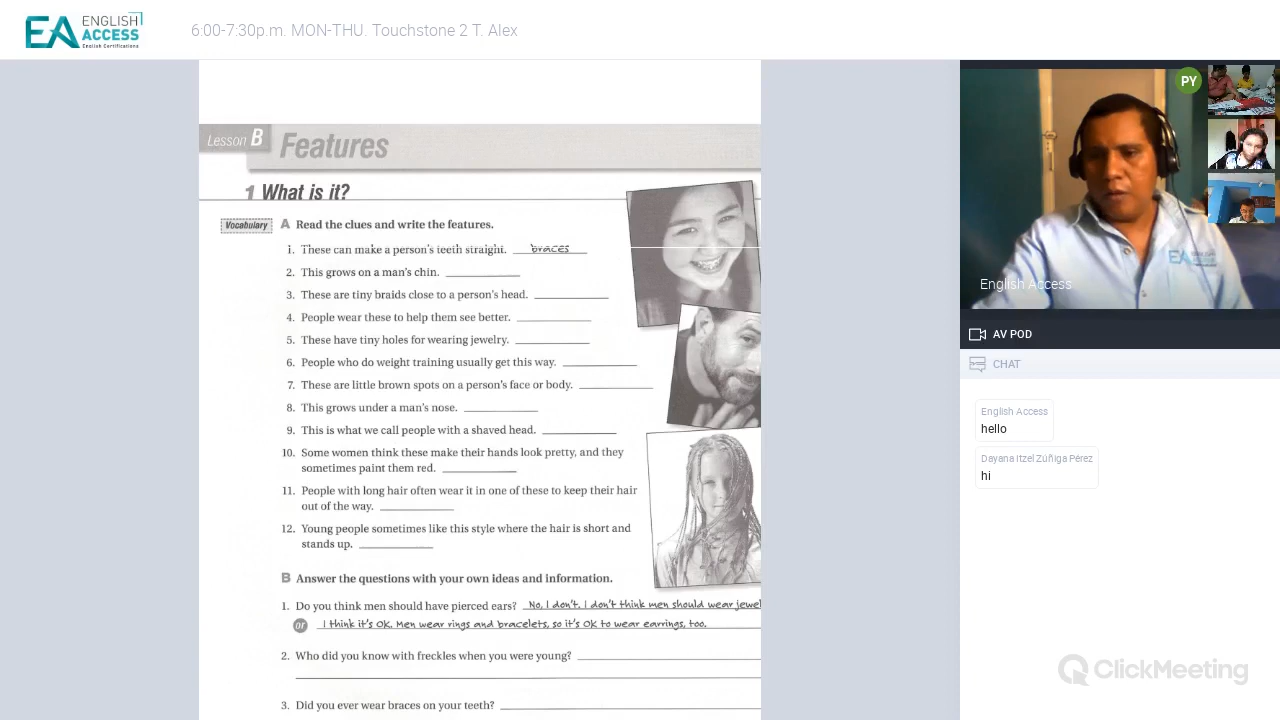 EA ENGLISH ACCESS
English Certifications
6:00-7:30p.m. MON-THU. Touchstone 2 T. Alex
Lesson B Features
1 What is it?
Vocabulary A Read the clues and write the features.
1. These can make a person's teeth straight. braces
2. This grows on a man's chin.
3. These are tiny braids close to a person's head.
4. People wear these to help them see better.
5. These have tiny holes for wearing jewelry.
6. People who do weight training usually get this way.
7. These are little brown spots on a person's face or body.
8. This grows under a man's nose.
9. This is what we call people with a shaved head.
10. Some women think these make their hands look pretty, and they
sometimes paint them red.
11. People with long hair often wear it in one of these to keep their hair
out of the way.
12. Young people sometimes like this style where the hair is short and
stands up.
B Answer the questions with your own ideas and information.
1. Do you think men should have pierced ears? No, I don't. I don't think men should wear jewel
or I think it's OK. Men wear rings and bracelets, so it's OK to wear earrings, too.
2. Who did you know with freckles when you were young?
3. Did you ever wear braces on your teeth?
PY
EA ENGLISH ACCESS
English Access
AV POD
CHAT
English Access
hello
Dayana Itzel Zúñiga Pérez
hi
ClickMeeting